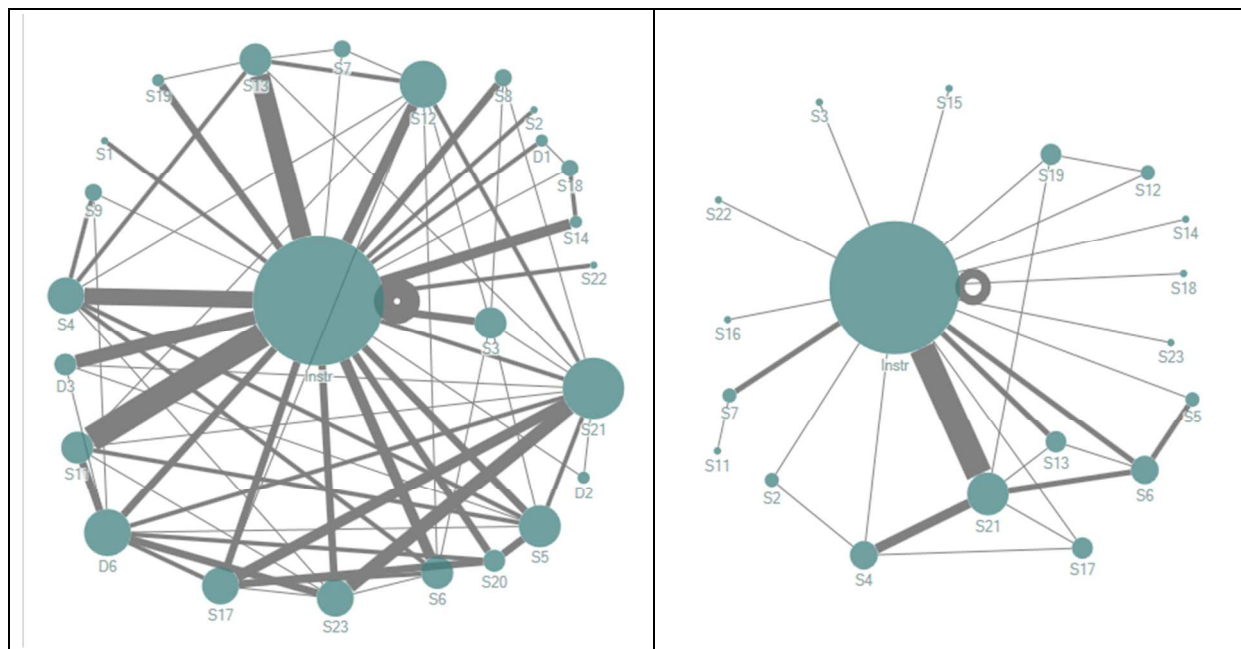 S7
S13
S8
S19
S12
S2
S1
D1
S18
S9
S14
S22
S4
S3
Instr
D3
S21
S11
D2
D6
S5
S20
S6
S17
S23
S15
S3
S19
S12
S22
S14
S18
S16
S23
Instr
S7
S5
S11
S13
S6
S2
S21
S17
S4